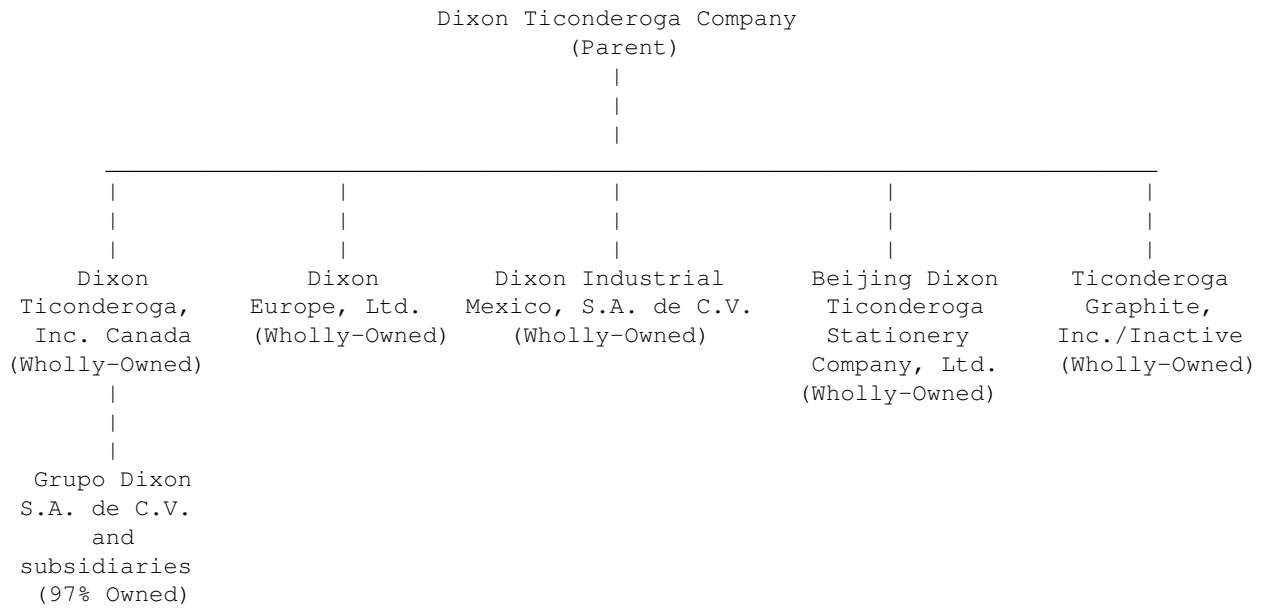 Dixon Ticonderoga Company
(Parent)
Dixon
Ticonderoga,
Inc. Canada
(Wholly-Owned)
Dixon
Europe, Ltd.
(Wholly-Owned)
Dixon Industrial
Mexico, S.A. de C.V.
(Wholly-Owned)
Beijing Dixon
Ticonderoga
Stationery
Company, Ltd.
(Wholly-Owned)
Ticonderoga
Graphite,
Inc./Inactive
(Wholly-Owned)
Grupo Dixon
S.A. de C.V.
and
subsidiaries
(97% Owned)